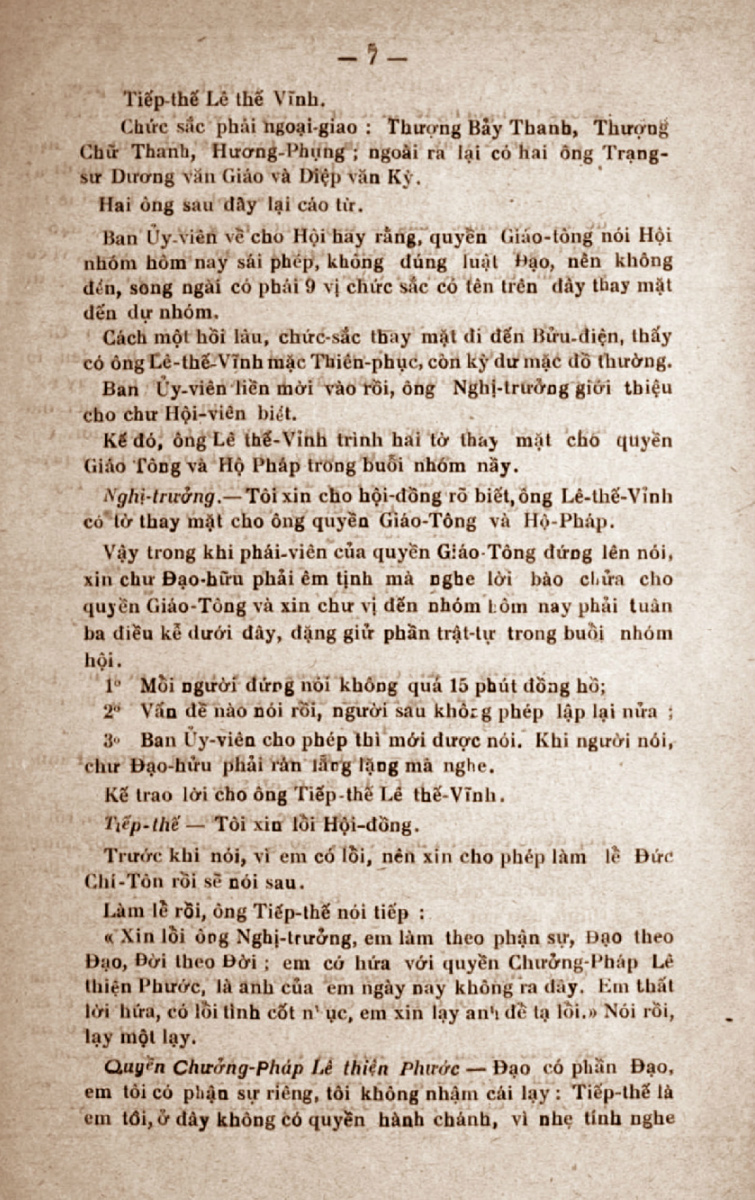 — 7 —
Tiếp-thế Lê thế Vĩnh.
Chức sắc phái ngoại-giao : Thượng Bảy Thanh, Thượng
Chữ Thanh, Hương-Phụng ; ngoài ra lại có hai ông Trạng-
sư Dương văn Giáo và Diệp văn Kỳ.
Hai ông sau đây lại cáo từ.
Ban Ủy-viên về cho Hội hay rằng, quyền Giáo-tông nói Hội
nhóm hôm nay sái phép, không đúng luật Đạo, nên không
đến, song ngài có phái 9 vị chức sắc có tên trên đây thay mặt
đến dự nhóm.
Cách một hồi lâu, chức-sắc thay mặt đi đến Bửu-điện, thấy
có ông Lê-thế-Vĩnh mặc Thiên-phục, còn kỳ dư mặc đồ thường.
Ban Ủy-viên liền mời vào rồi, ông Nghị-trưởng giới thiệu
cho chư Hội-viên biết.
Kế đó, ông Lê thế-Vĩnh trình hai tờ thay mặt cho quyền
Giáo Tông và Hộ Pháp trong buổi nhóm nầy.
Nghị-trưởng.— Tôi xin cho hội-đồng rõ biết, ông Lê-thế-Vĩnh
có tờ thay mặt cho ông quyền Giáo-Tông và Hộ-Pháp.
Vậy trong khi phái-viên của quyền Giáo-Tông đứng lên nói,
xin chư Đạo-hữu phải êm tịnh mà nghe lời bào chửa cho
quyền Giáo-Tông và xin chư vị đến nhóm hôm nay phải tuân
ba điều kể dưới đây, đặng giử phần trật-tự trong buổi nhóm
hội.
1º Mỗi người đứng nói không quá 15 phút đồng hồ;
2º Vấn đề nào nói rồi, người sau không phép lập lại nửa ;
3º Ban Ủy-viên cho phép thì mới được nói. Khi người nói,
chư Đạo-hửu phải ráng lẳng lặng mà nghe.
Kế trao lời cho ông Tiếp-thế Lê thế-Vĩnh.
Tiếp-thế — Tôi xin lỗi Hội-đồng.
Trước khi nói, vì em có lỗi, nên xin cho phép làm lễ Đức
Chí-Tôn rồi sẽ nói sau.
Làm lễ rồi, ông Tiếp-thế nói tiếp :
« Xin lỗi ông Nghị-trưởng, em làm theo phận sự, Đạo theo
Đạo, Đời theo Đời ; em có hứa với quyền Chưởng-Pháp Lê
thiện Phước, là anh của em ngày nay không ra đây. Em thất
lời hứa, có lỗi tình cốt nhục, em xin lạy anh để tạ lỗi.» Nói rồi,
lạy một lạy.
Quyền Chưởng-Pháp Lê thiện Phước — Đạo có phần Đạo,
em tôi có phận sự riêng, tôi không nhậm cái lạy : Tiếp-thế là
em tôi, ở đây không có quyền hành chánh, vì nhẹ tính nghe